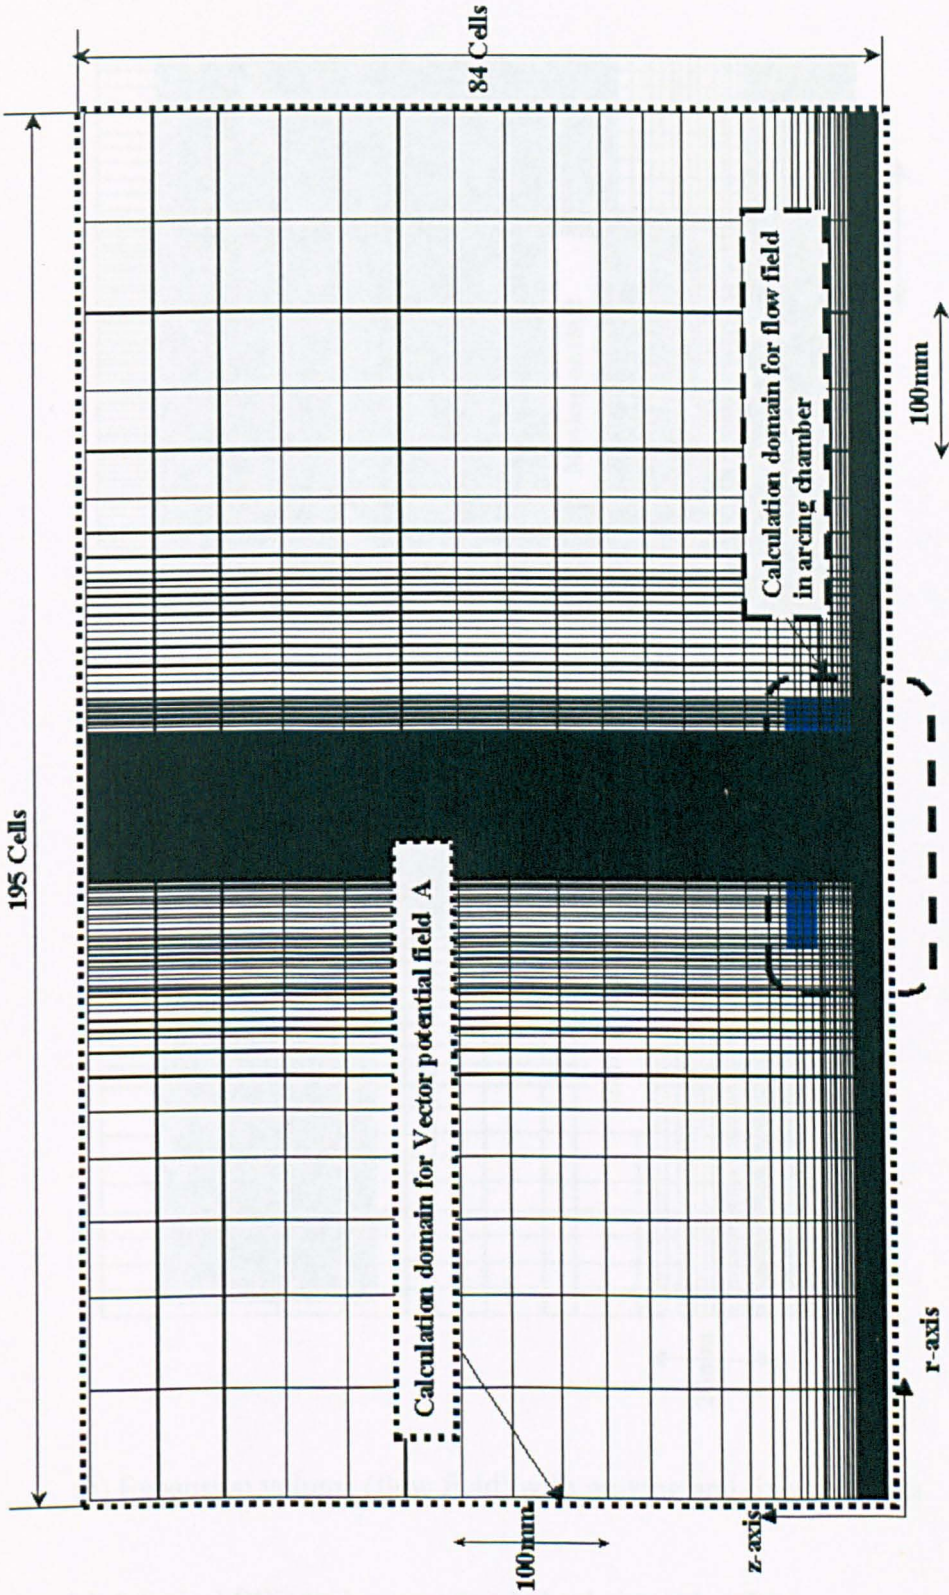 195 Cells
84 Cells
Calculation domain for Vector potential field A
Calculation domain for flow field
in arcing chamber
100mm
100mm
z-axis
r-axis